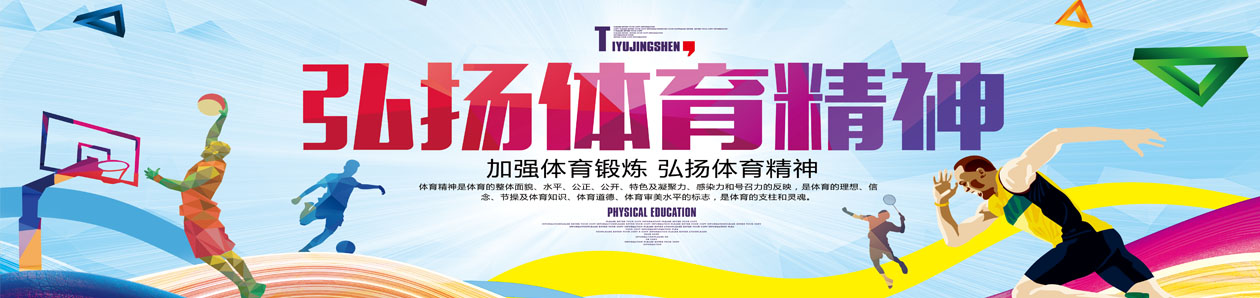 TIYUJINGSHEN
弘扬体育精神
加强体育锻炼 弘扬体育精神
体育精神是体育的整体面貌、水平、公正、公开、特色及凝聚力、感染力和号召力的反映，是体育的理想、信
念、节操及体育知识、体育道德、体育审美水平的标志，是体育的支柱和灵魂。
PHYSICAL EDUCATION